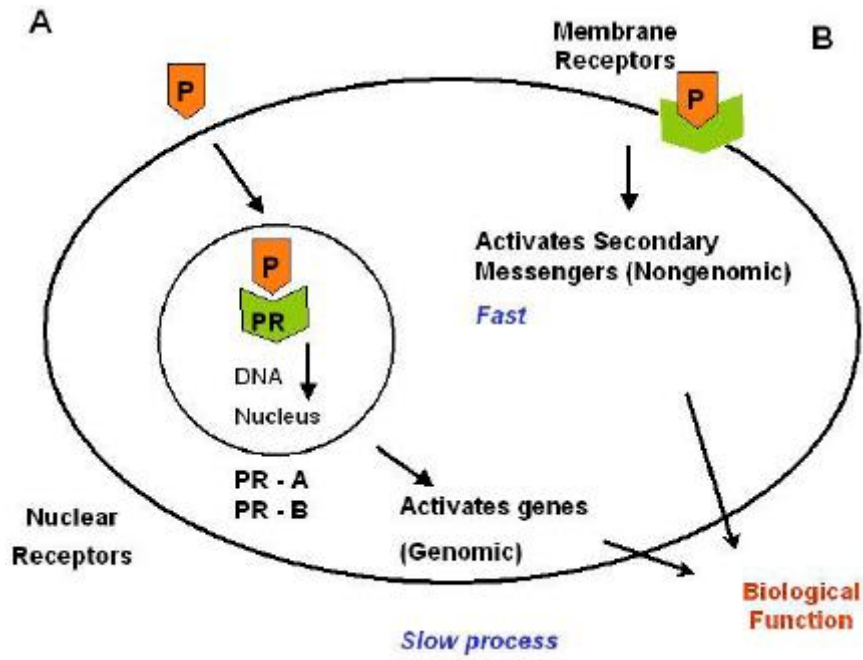 A
B
Membrane
Receptors
P
P
Activates Secondary
Messengers (Nongenomic)
Fast
P
PR
DNA
Nucleus
PR - A
PR - B
Nuclear
Receptors
Activates genes
(Genomic)
Biological
Function
Slow process